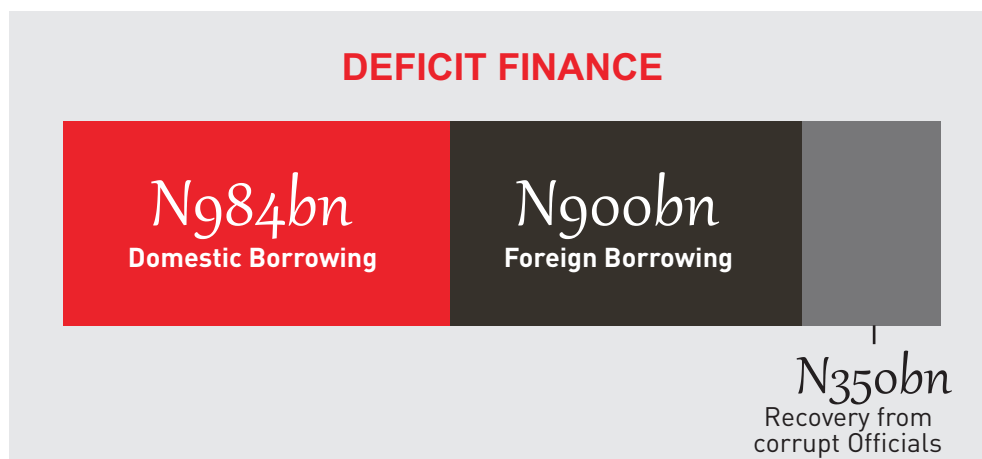 DEFICIT FINANCE
N984bn
Domestic Borrowing
N900bn
Foreign Borrowing
N350bn
Recovery from
corrupt Officials